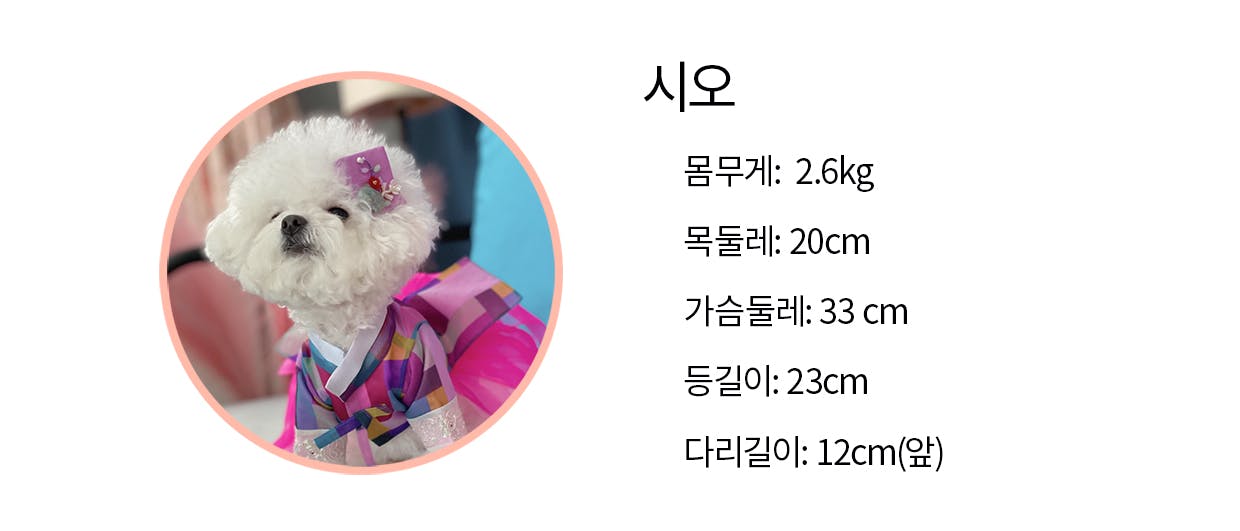 시오
몸무게: 2.6kg
목둘레: 20cm
가슴둘레: 33 cm
등길이: 23cm
다리길이: 12cm(앞)